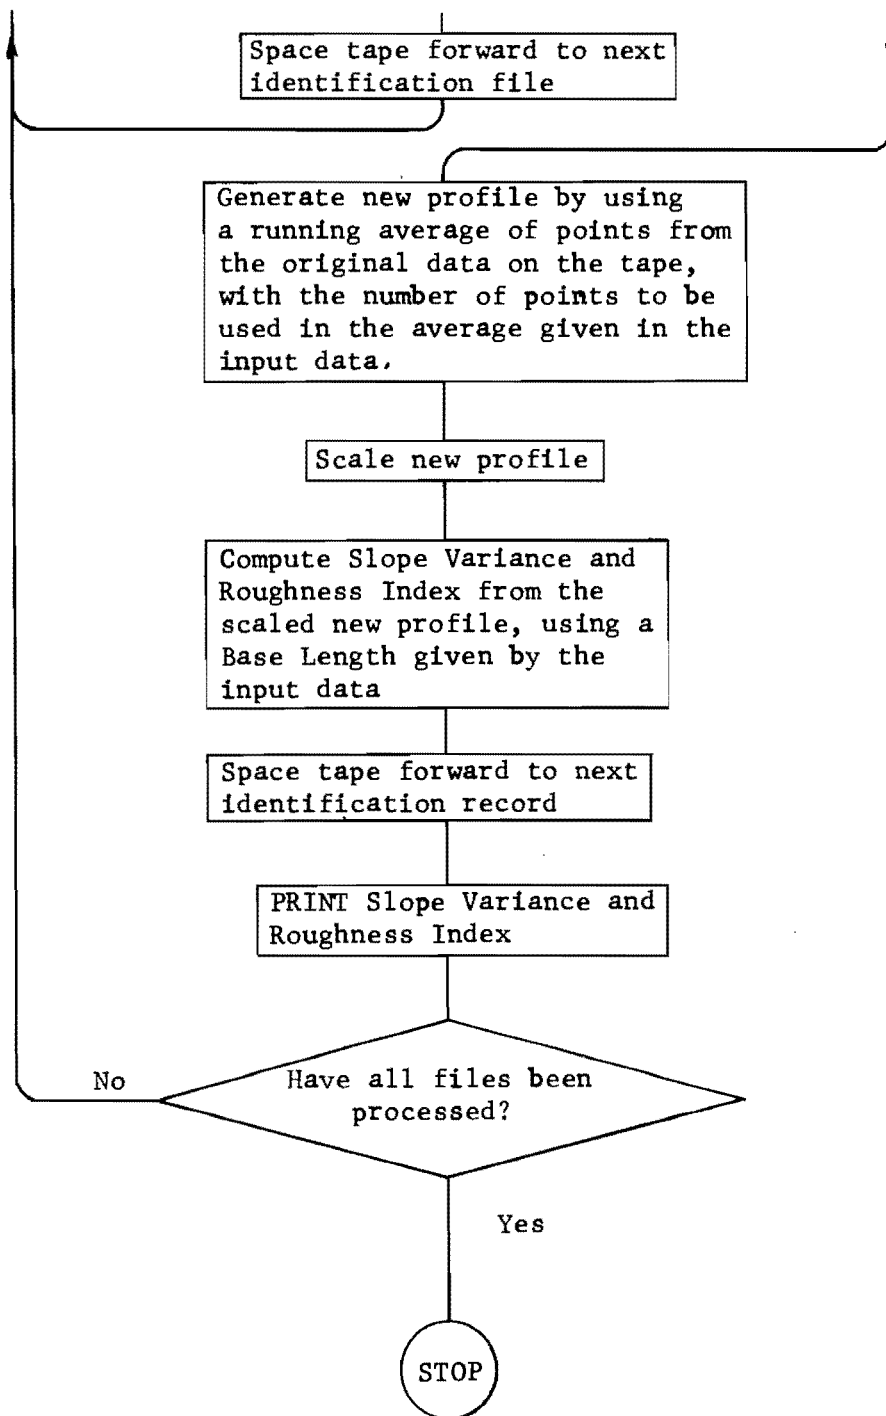 Space tape forward to next
identification file
Generate new profile by using
a running average of points from
the original data on the tape,
with the number of points to be
used in the average given in the
input data.
Scale new profile
Compute Slope Variance and
Roughness Index from the
scaled new profile, using a
Base Length given by the
input data
Space tape forward to next
identification record
PRINT Slope Variance and
Roughness Index
No
Have all files been
processed?
Yes
STOP